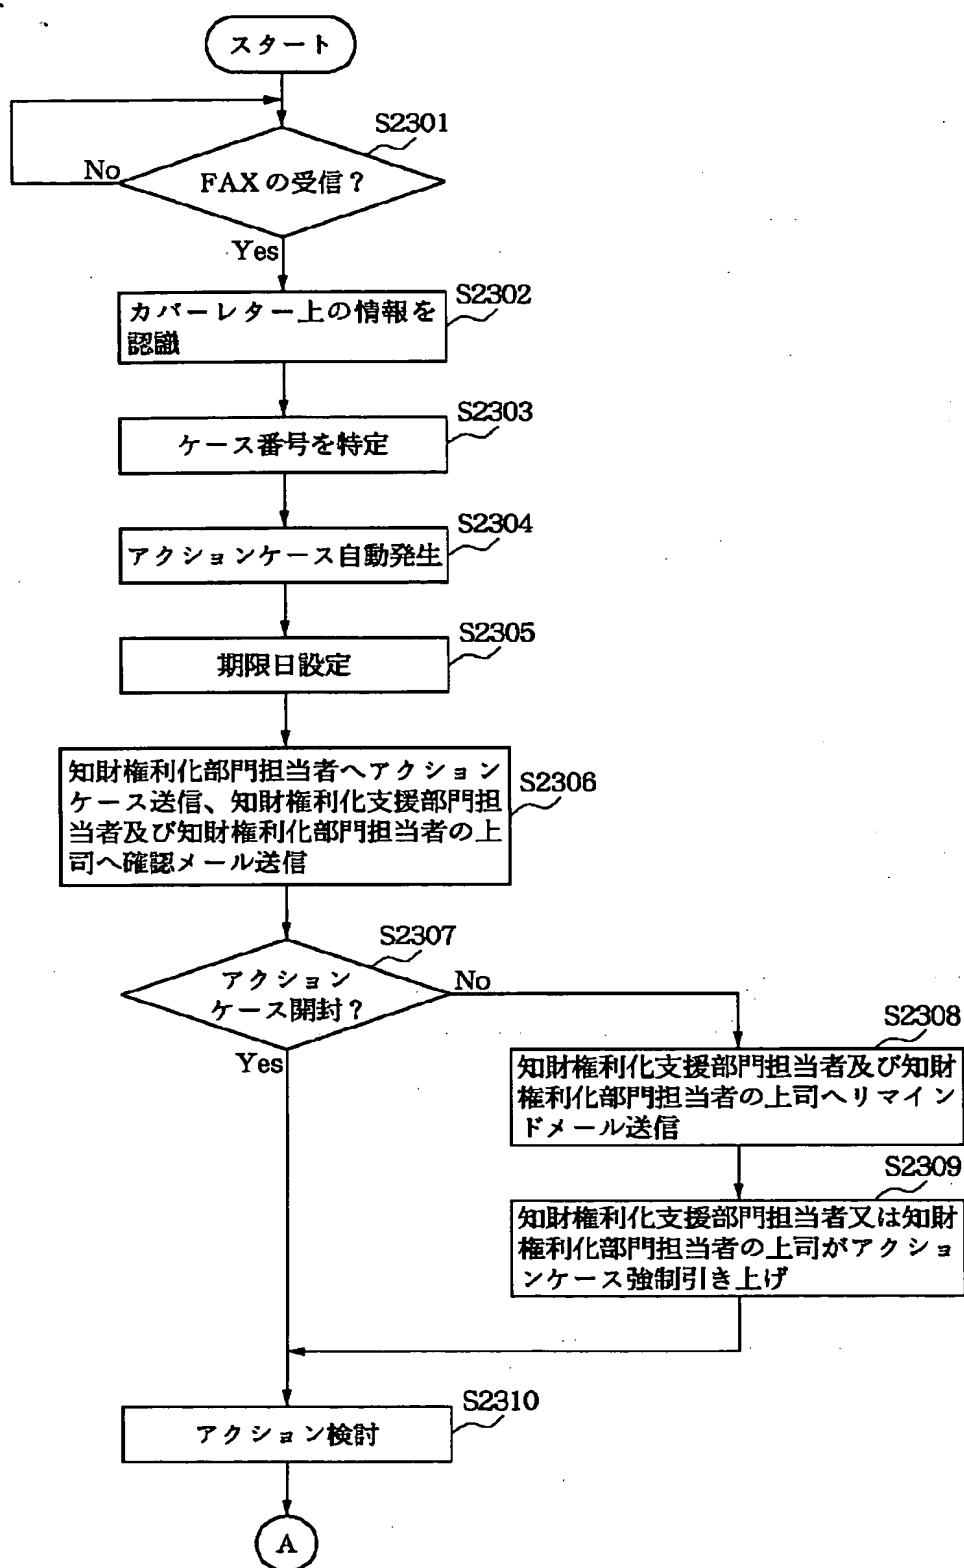 スタート
S2301
No
FAXの受信？
Yes
S2302
カバーレター上の情報を
認識
S2303
ケース番号を特定
S2304
アクションケース自動発生
S2305
期限日設定
S2306
知財権利化部門担当者へアクション
ケース送信、知財権利化支援部門担
当者及び知財権利化部門担当者の上
司へ確認メール送信
S2307
アクション
ケース開封？
No
Yes
S2308
知財権利化支援部門担当者及び知財
権利化部門担当者の上司へリマイン
ドメール送信
S2309
知財権利化支援部門担当者又は知財
権利化部門担当者の上司がアクショ
ンケース強制引き上げ
S2310
アクション検討
A